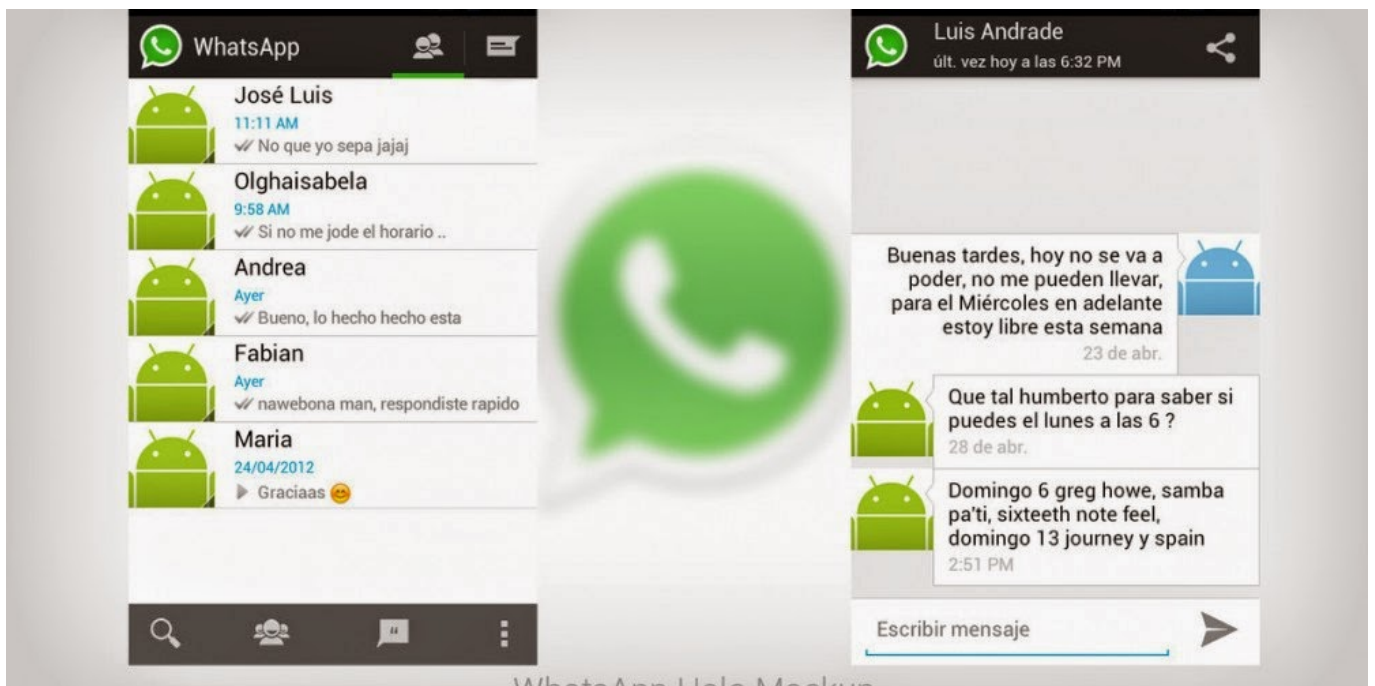 WhatsApp
José Luis
11:11 AM
No que yo sepa jajaj
Olghaisabela
9:58 AM
Si no me jode el horario ..
Andrea
Ayer
Bueno, lo hecho hecho esta
Fabian
Ayer
nawebona man, respondiste rapido
Maria
24/04/2012
Graciaas 😊
Luis Andrade
últ. vez hoy a las 6:32 PM
Buenas tardes, hoy no se va a
poder, no me pueden llevar,
para el Miércoles en adelante
estoy libre esta semana
23 de abr.
Que tal humberto para saber si
puedes el lunes a las 6 ?
28 de abr.
Domingo 6 greg howe, samba
pa'ti, sixteeth note feel,
domingo 13 journey y spain
2:51 PM
Escribir mensaje
WhatsApp Holo Mockup